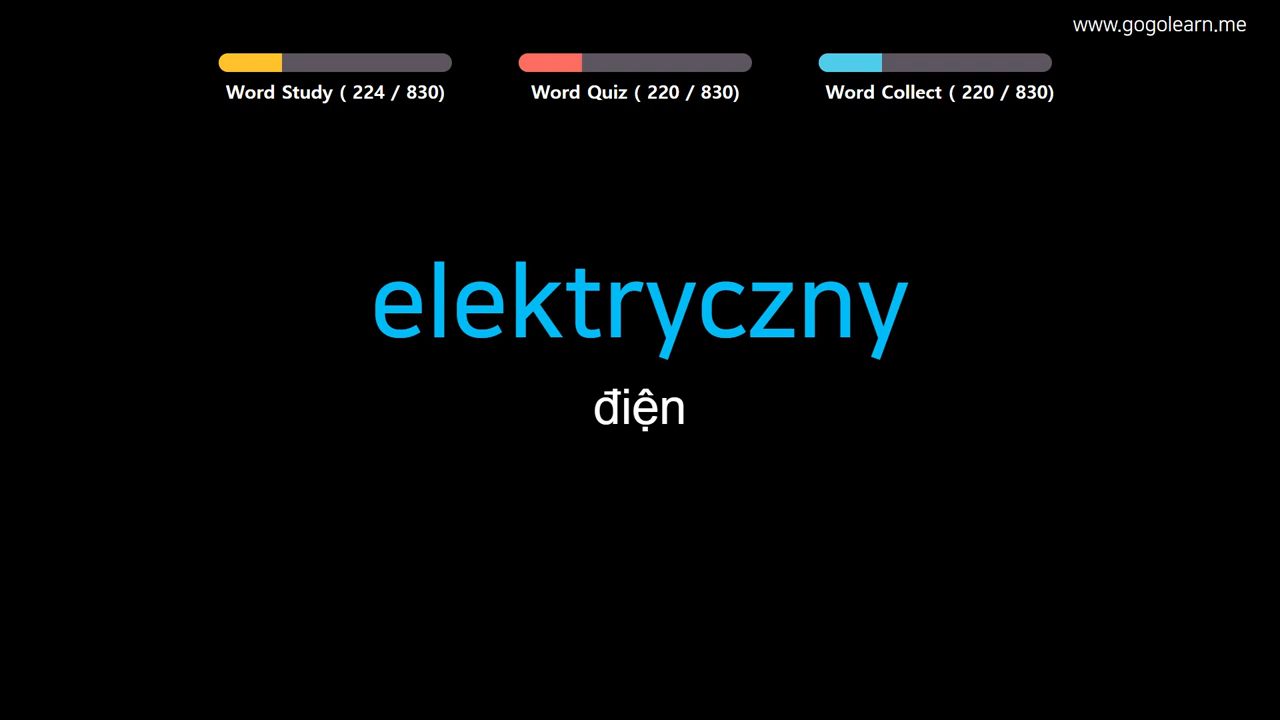 www.gogolearn.me
Word Study ( 224 / 830)
Word Quiz ( 220 / 830)
Word Collect ( 220 / 830)
elektryczny
điện